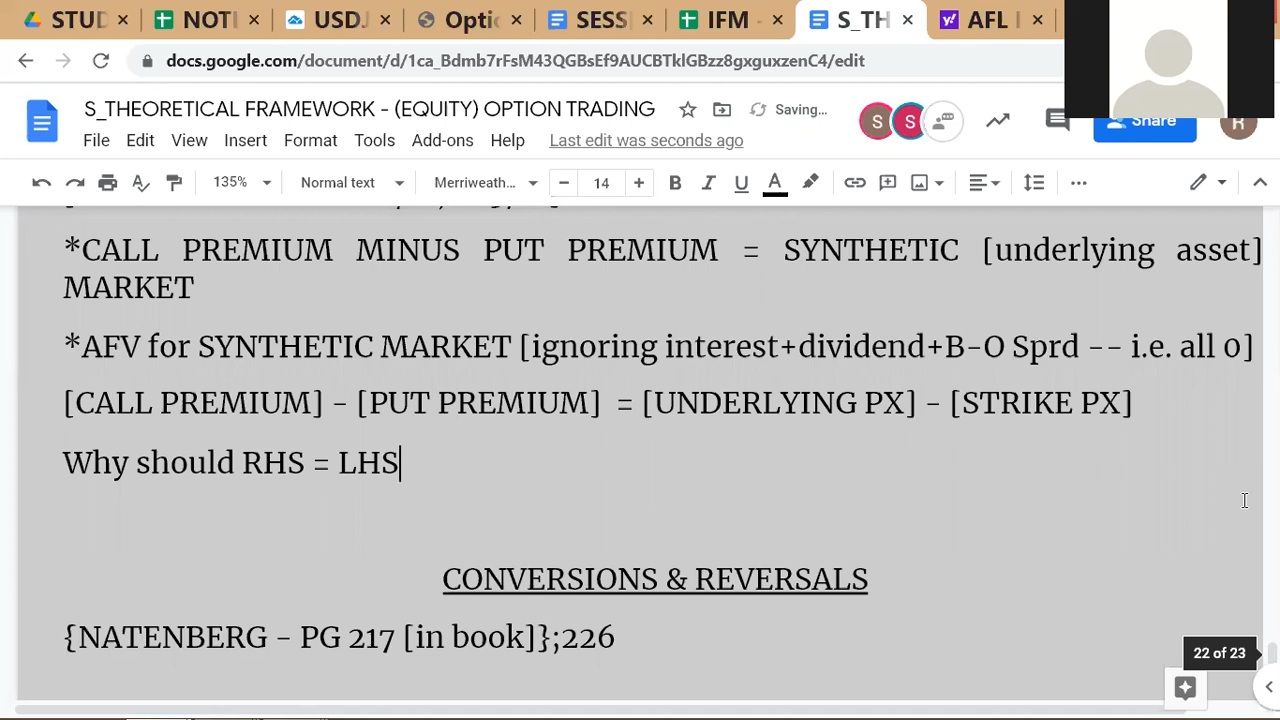 STUD
NOTI
USDJ
Optio
SESS
IFM -
S_TH
AFL
docs.google.com/document/d/1ca_Bdmb7rFsM43QGBsEf9AUCBTklGBzz8gxguxzenC4/edit
S_THEORETICAL FRAMEWORK - (EQUITY) OPTION TRADING
Saving...
S
S
Share
R
File Edit View Insert Format Tools Add-ons Help Last edit was seconds ago
135% Normal text Merriweath... - 14 + B I U A
*CALL PREMIUM MINUS PUT PREMIUM = SYNTHETIC [underlying asset]
MARKET
*AFV for SYNTHETIC MARKET [ignoring interest+dividend+B-O Sprd -- i.e. all 0]
[CALL PREMIUM] - [PUT PREMIUM] = [UNDERLYING PX] - [STRIKE PX]
Why should RHS = LHS
CONVERSIONS & REVERSALS
{NATENBERG - PG 217 [in book]};226
22 of 23